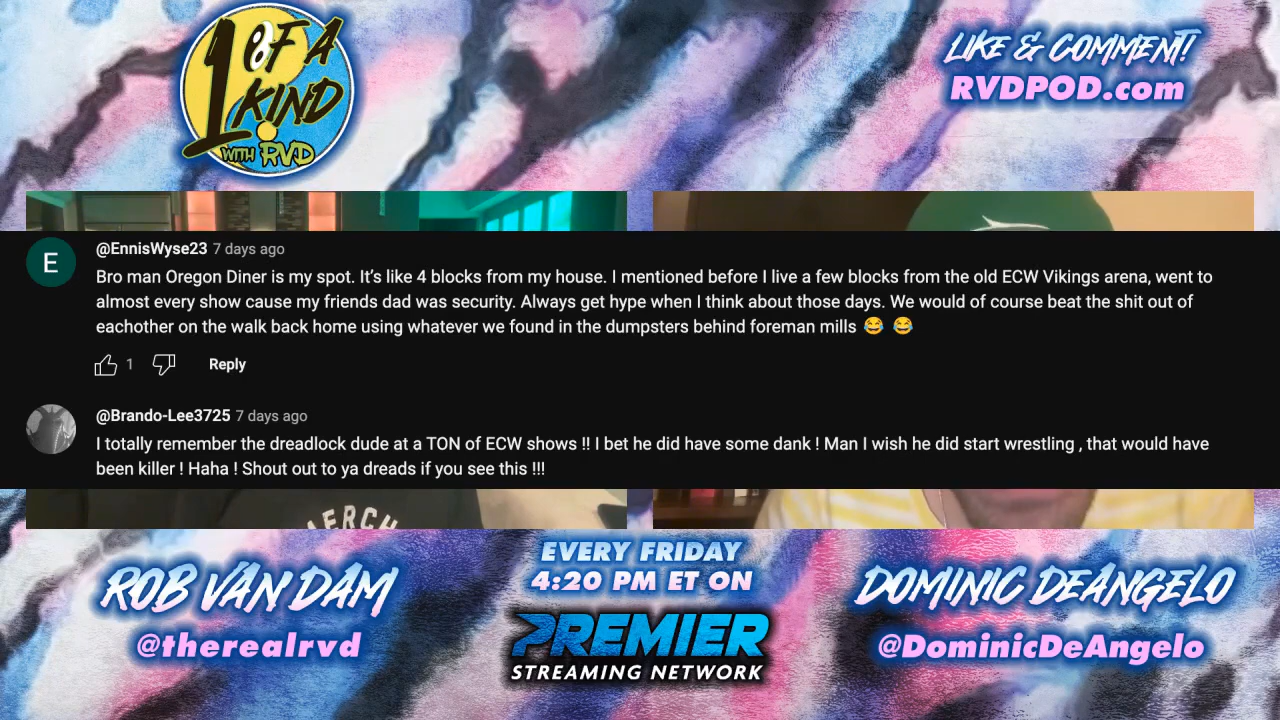 1 OF A
KIND
WITH RVD
LIKE & COMMENT!
RVDPOD.com
E
@EnnisWyse23 7 days ago
Bro man Oregon Diner is my spot. It’s like 4 blocks from my house. I mentioned before I live a few blocks from the old ECW Vikings arena, went to
almost every show cause my friends dad was security. Always get hype when I think about those days. We would of course beat the shit out of
eachother on the walk back home using whatever we found in the dumpsters behind foreman mills 😂 😂
1 Reply
@Brando-Lee3725 7 days ago
I totally remember the dreadlock dude at a TON of ECW shows !! I bet he did have some dank ! Man I wish he did start wrestling , that would have
been killer ! Haha ! Shout out to ya dreads if you see this !!!
MERCH
ROB VAN DAM
@therealrvd
EVERY FRIDAY
4:20 PM ET ON
PREMIER
STREAMING NETWORK
DOMINIC DEANGELO
@DominicDeAngelo